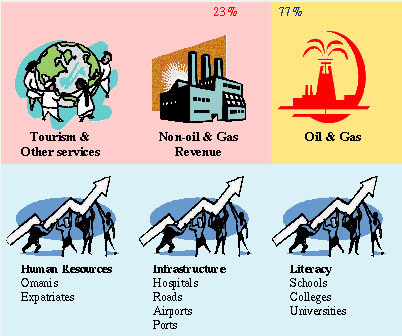 23%
77%
Tourism &
Other services
Non-oil & Gas
Revenue
Oil & Gas
Human Resources
Omanis
Expatriates
Infrastructure
Hospitals
Roads
Airports
Ports
Literacy
Schools
Colleges
Universities